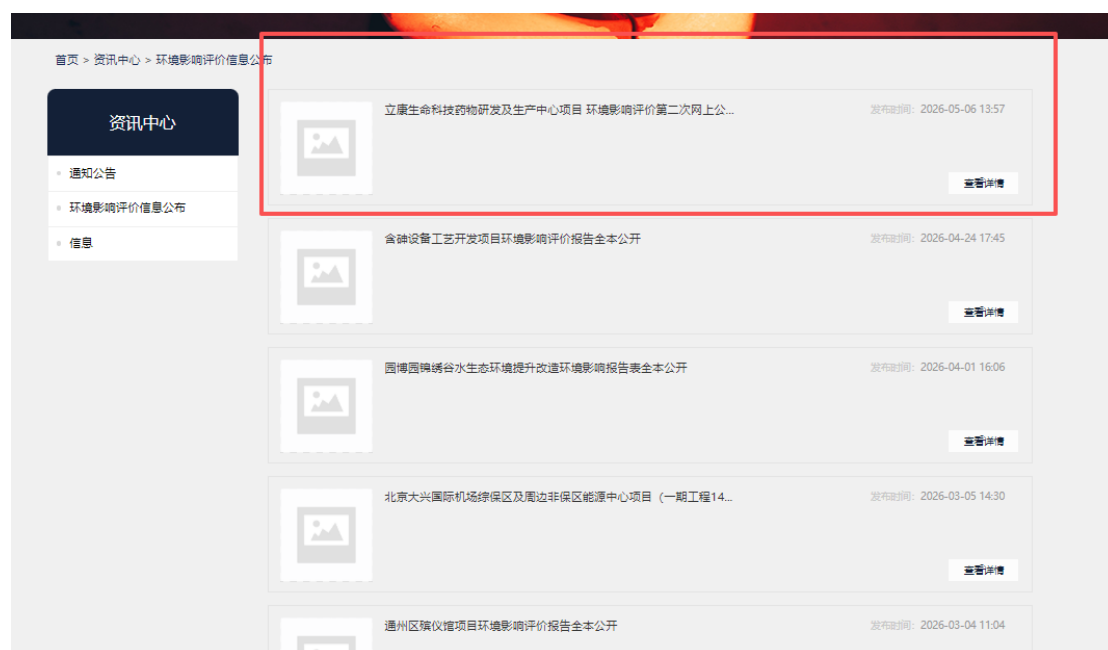 首页 > 资讯中心 > 环境影响评价信息公布
资讯中心
通知公告
环境影响评价信息公布
信息
立康生命科技药物研发及生产中心项目 环境影响评价第二次网上公...
发布时间: 2026-05-06 13:57
查看详情
含砷设备工艺开发项目环境影响评价报告全本公开
发布时间: 2026-04-24 17:45
查看详情
园博园锦绣谷水生态环境提升改造环境影响报告表全本公开
发布时间: 2026-04-01 16:06
查看详情
北京大兴国际机场综保区及周边非保区能源中心项目（一期工程14...
发布时间: 2026-03-05 14:30
查看详情
通州区殡仪馆项目环境影响评价报告全本公开
发布时间: 2026-03-04 11:04